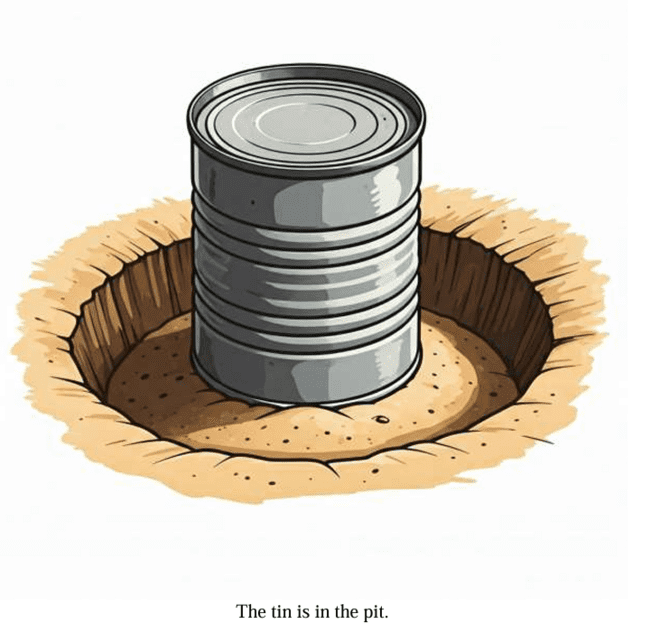 The tin is in the pit.